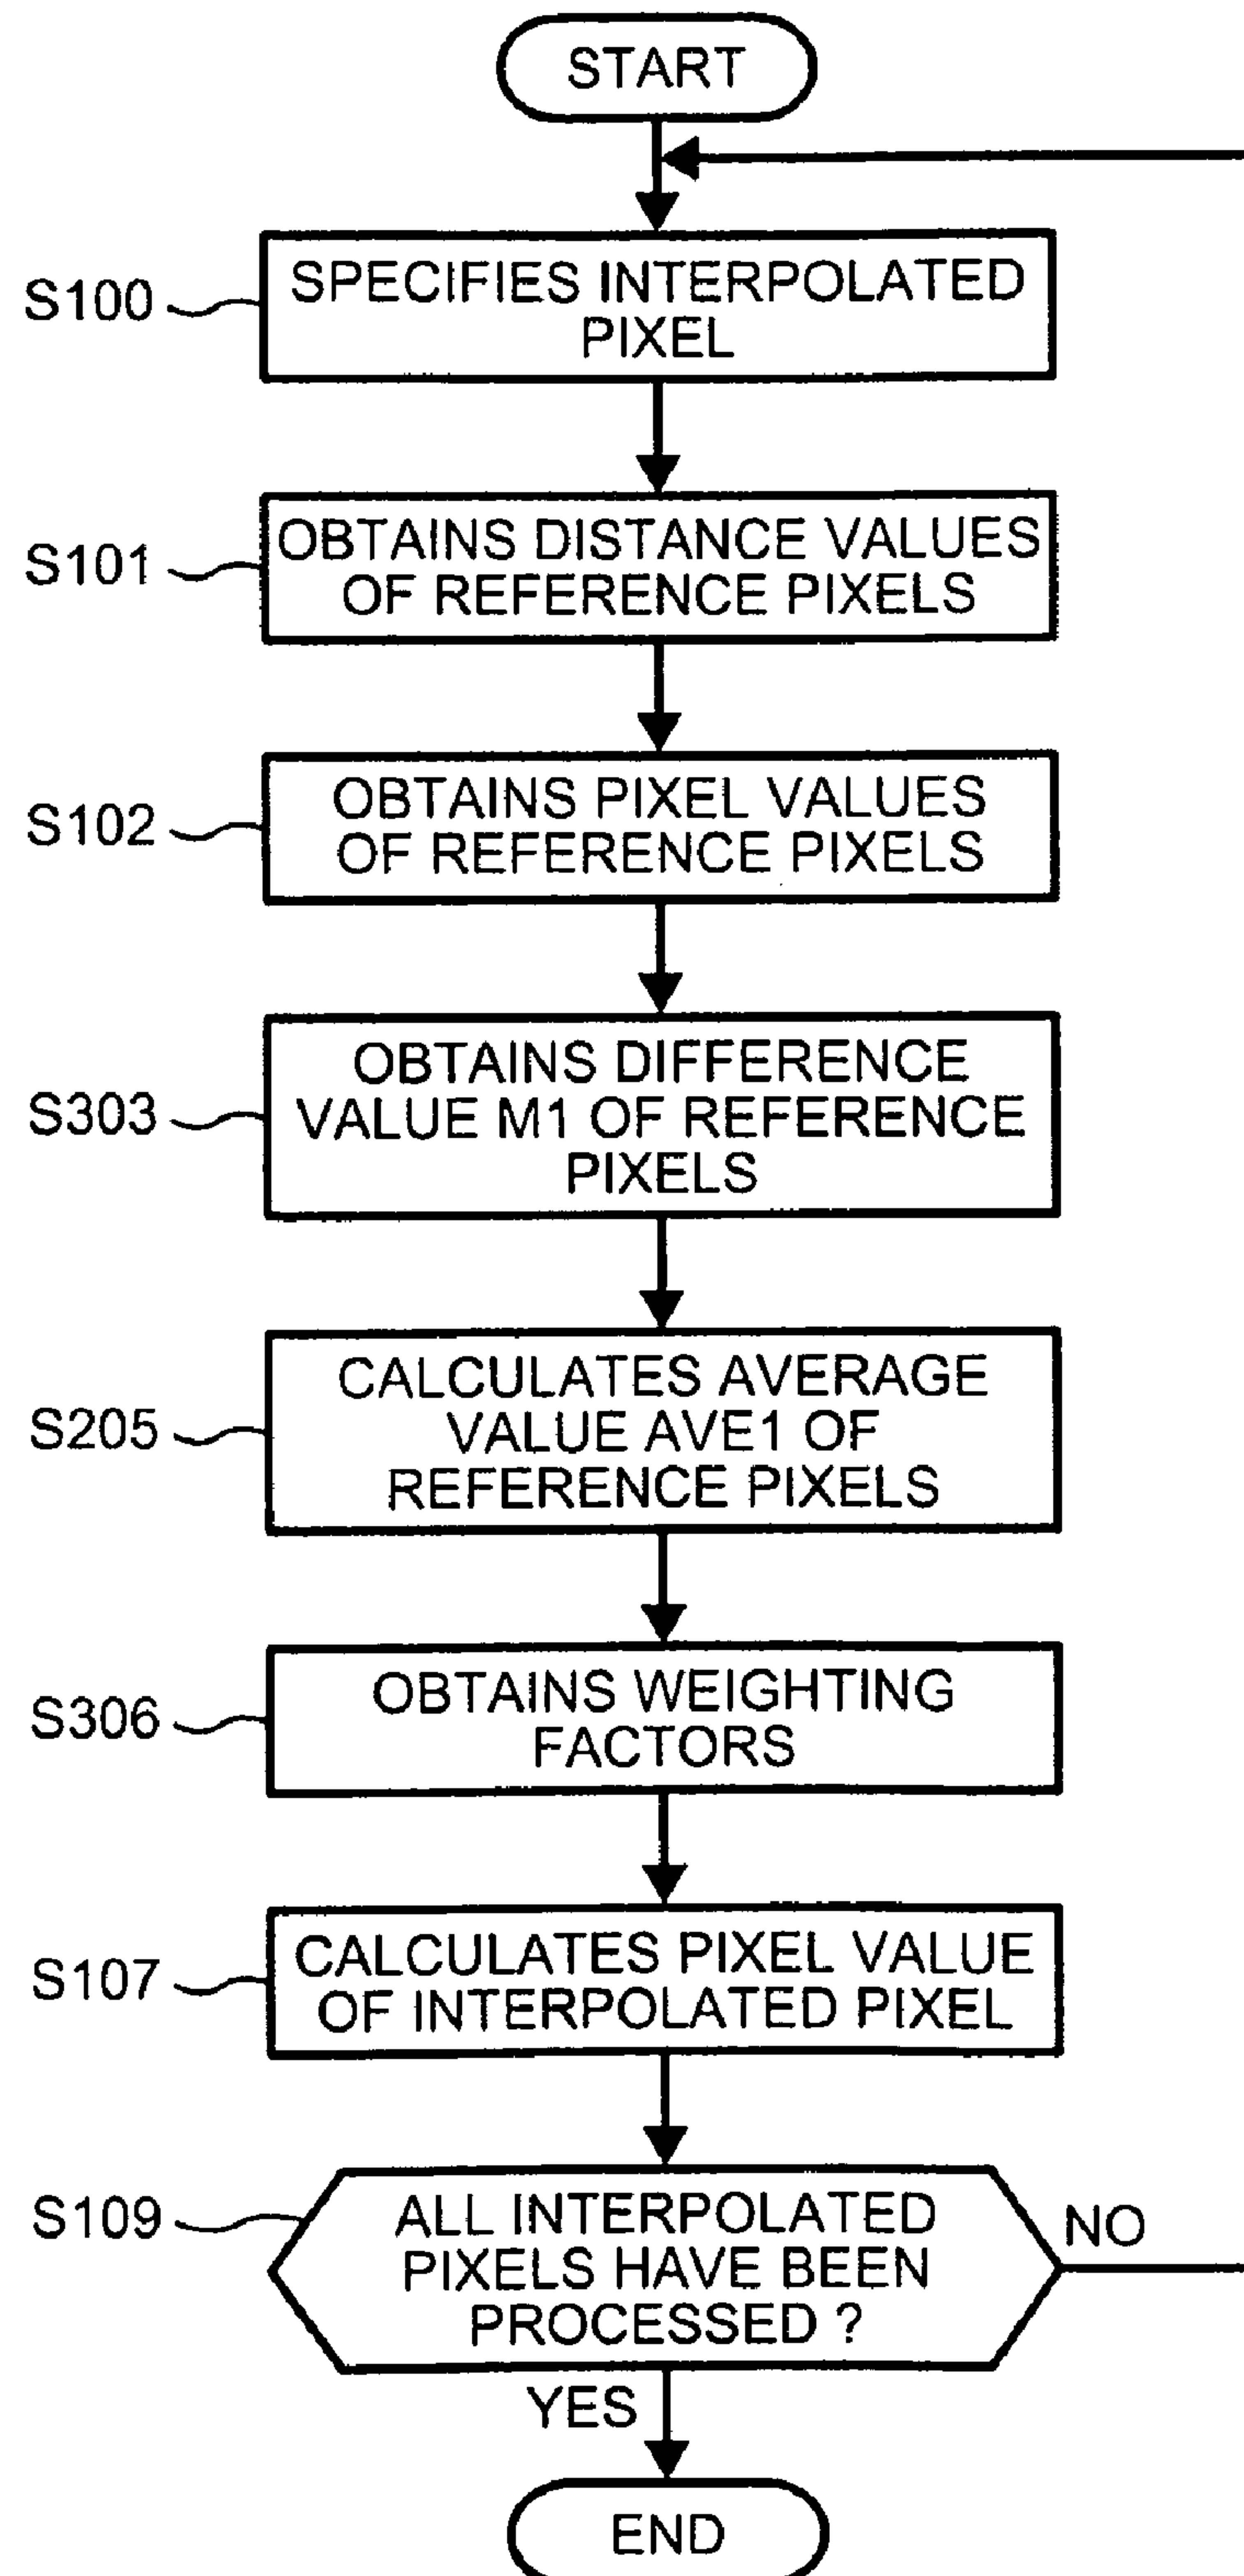 START
S100
SPECIFIES INTERPOLATED
PIXEL
S101
OBTAINS DISTANCE VALUES
OF REFERENCE PIXELS
S102
OBTAINS PIXEL VALUES
OF REFERENCE PIXELS
S303
OBTAINS DIFFERENCE
VALUE M1 OF REFERENCE
PIXELS
S205
CALCULATES AVERAGE
VALUE AVE1 OF
REFERENCE PIXELS
S306
OBTAINS WEIGHTING
FACTORS
S107
CALCULATES PIXEL VALUE
OF INTERPOLATED PIXEL
S109
ALL INTERPOLATED
PIXELS HAVE BEEN
PROCESSED ?
NO
YES
END